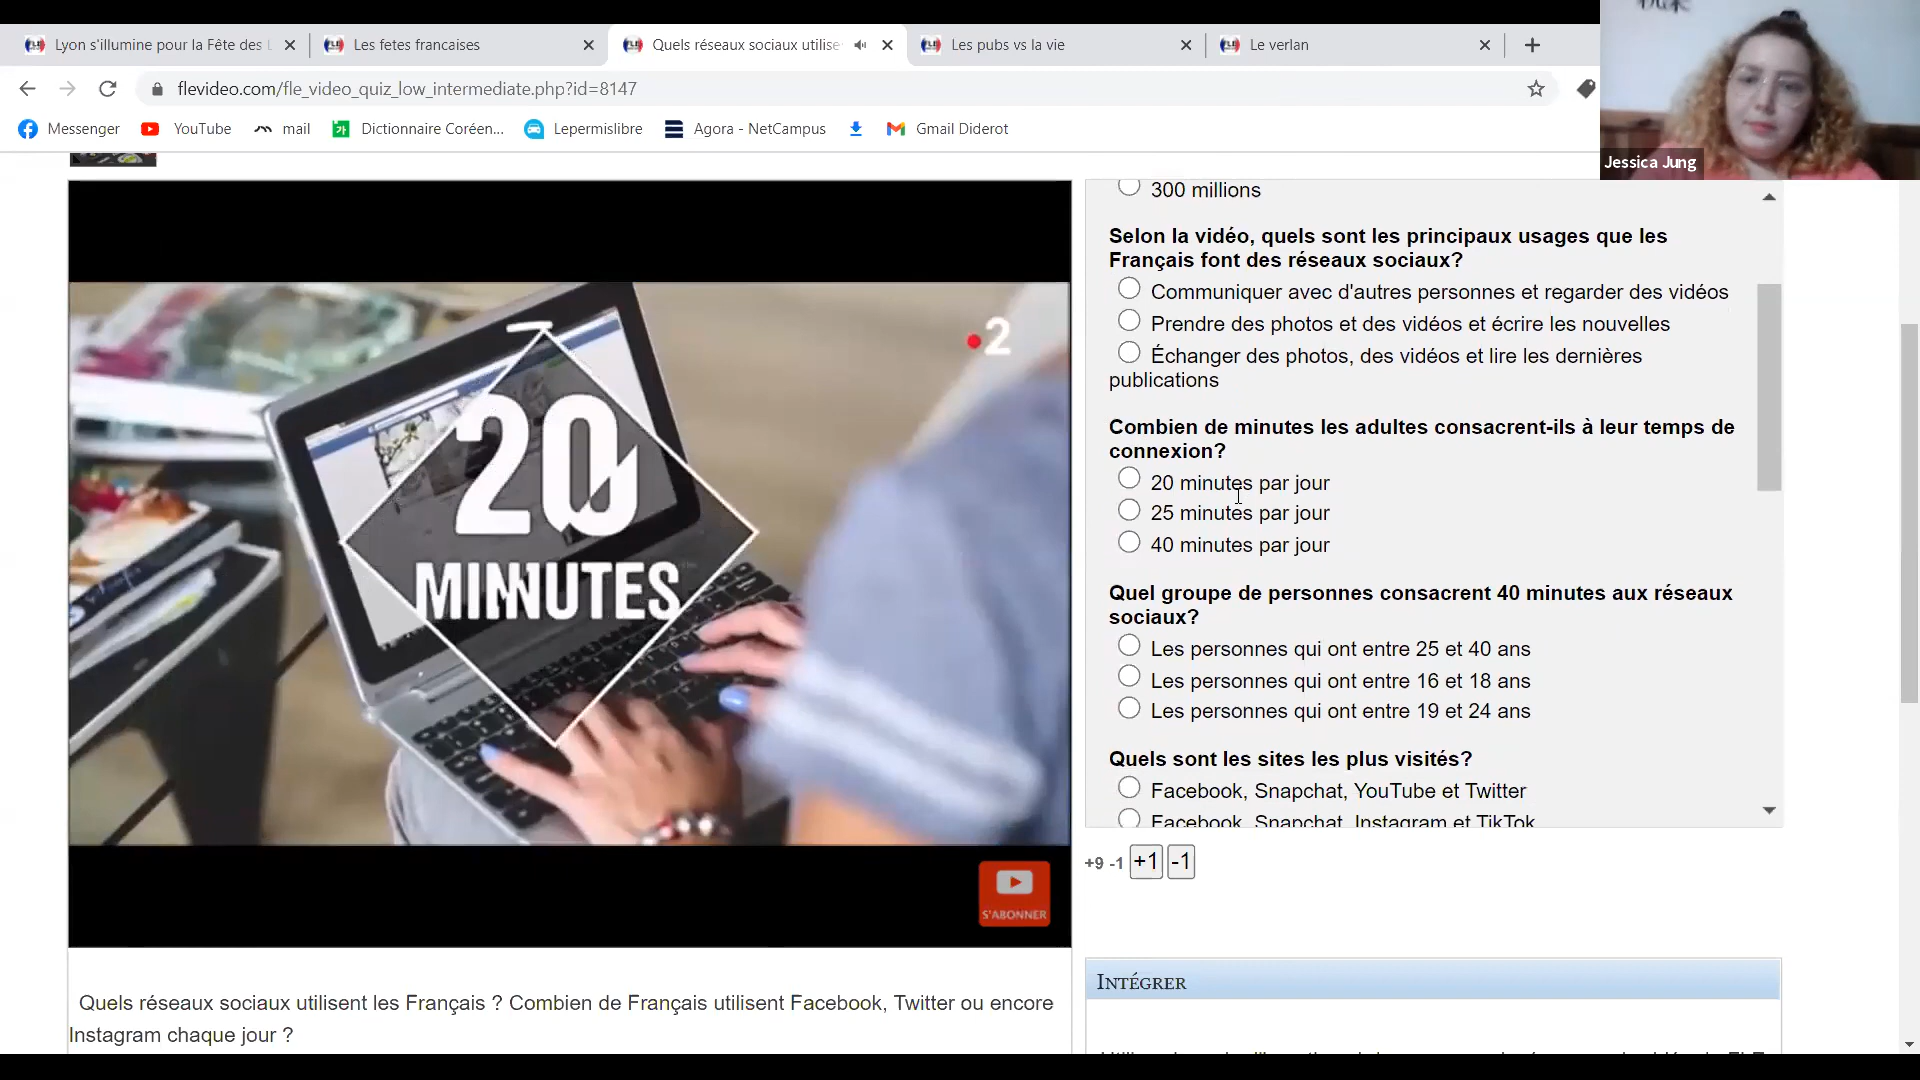 Lyon s'illumine pour la Fête des
Les fetes francaises
Quels réseaux sociaux utilise
Les pubs vs la vie
Le verlan
flevideo.com/fle_video_quiz_low_intermediate.php?id=8147
Messenger
YouTube
mail
Dictionnaire Coréen...
Lepermislibre
Agora - NetCampus
Gmail Diderot
Jessica Jung
2
20
MINUTES
S'ABONNER
Quels réseaux sociaux utilisent les Français ? Combien de Français utilisent Facebook, Twitter ou encore
Instagram chaque jour ?
300 millions
Selon la vidéo, quels sont les principaux usages que les
Français font des réseaux sociaux?
Communiquer avec d'autres personnes et regarder des vidéos
Prendre des photos et des vidéos et écrire les nouvelles
Échanger des photos, des vidéos et lire les dernières
publications
Combien de minutes les adultes consacrent-ils à leur temps de
connexion?
20 minutes par jour
25 minutes par jour
40 minutes par jour
Quel groupe de personnes consacrent 40 minutes aux réseaux
sociaux?
Les personnes qui ont entre 25 et 40 ans
Les personnes qui ont entre 16 et 18 ans
Les personnes qui ont entre 19 et 24 ans
Quels sont les sites les plus visités?
Facebook, Snapchat, YouTube et Twitter
Facebook, Snapchat, Instagram et TikTok
+9 -1 +1 -1
INTÉGRER